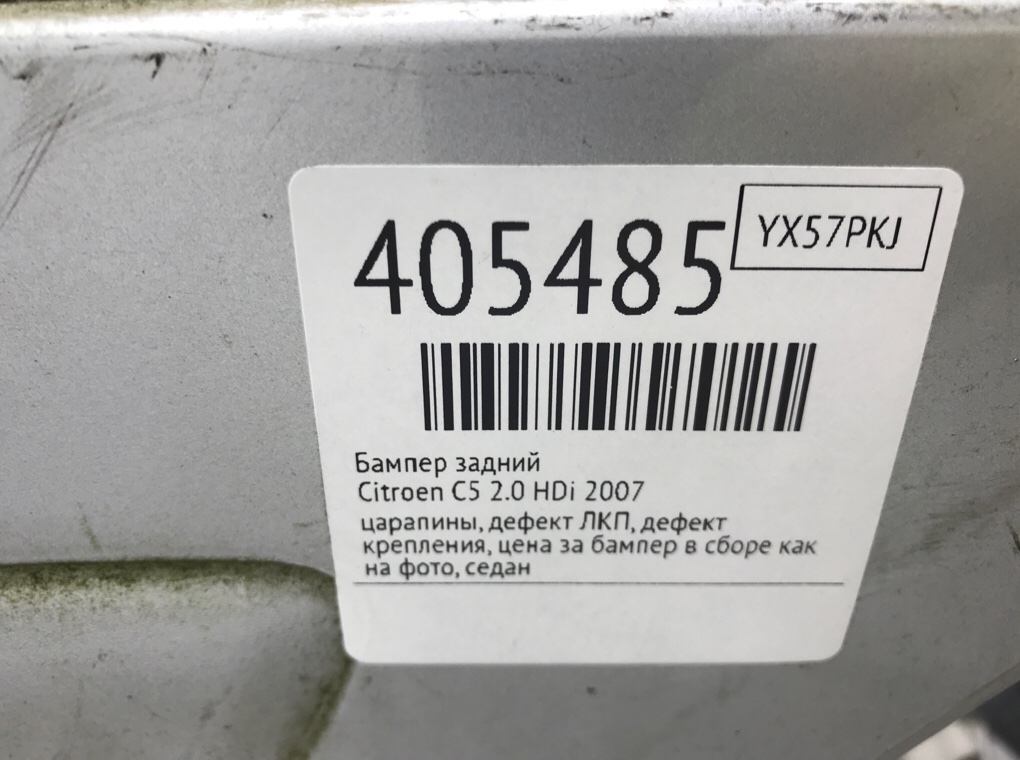 405485
YX57PKJ
Бампер задний
Citroen C5 2.0 HDi 2007
царапины, дефект ЛКП, дефект
крепления, цена за бампер в сборе как
на фото, седан